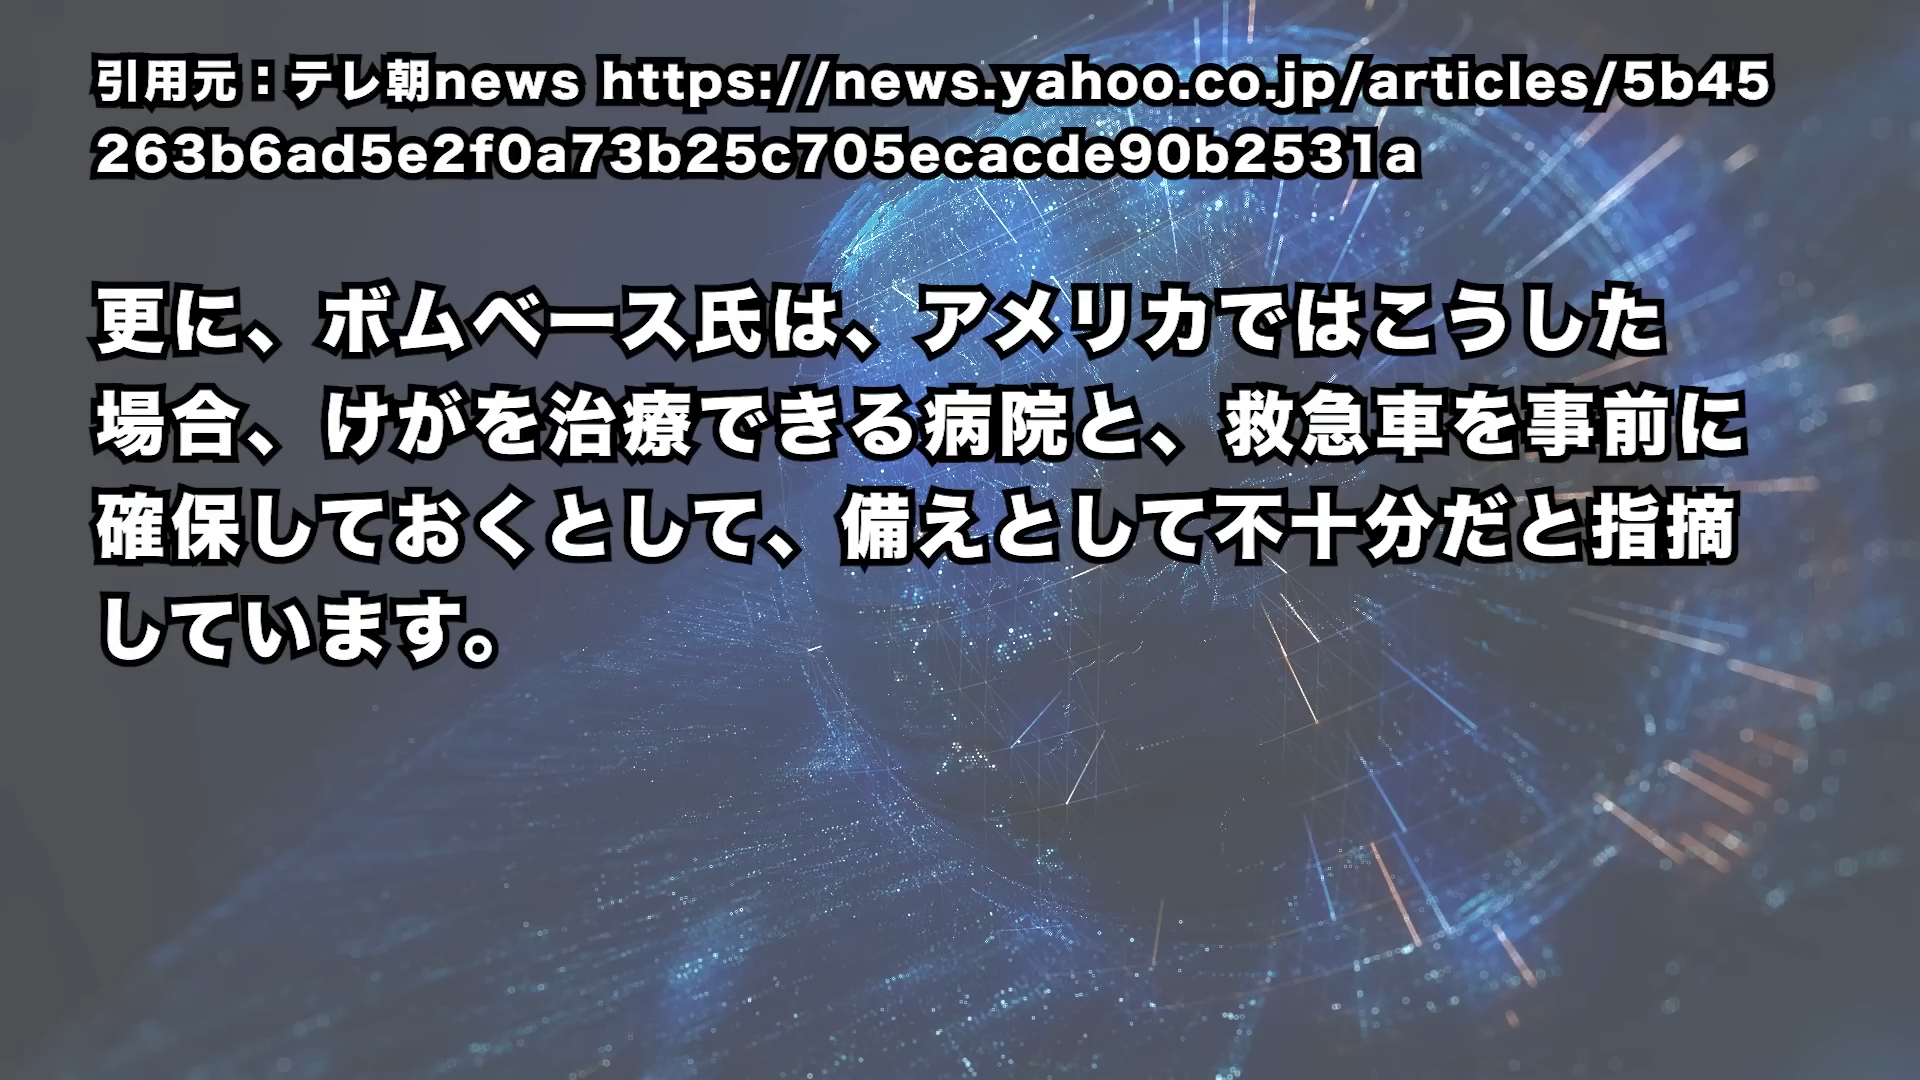 引用元：テレ朝news https://news.yahoo.co.jp/articles/5b45
263b6ad5e2f0a73b25c705ecacde90b2531a
更に、ボムベース氏は、アメリカではこうした
場合、けがを治療できる病院と、救急車を事前に
確保しておくとして、備えとして不十分だと指摘
しています。